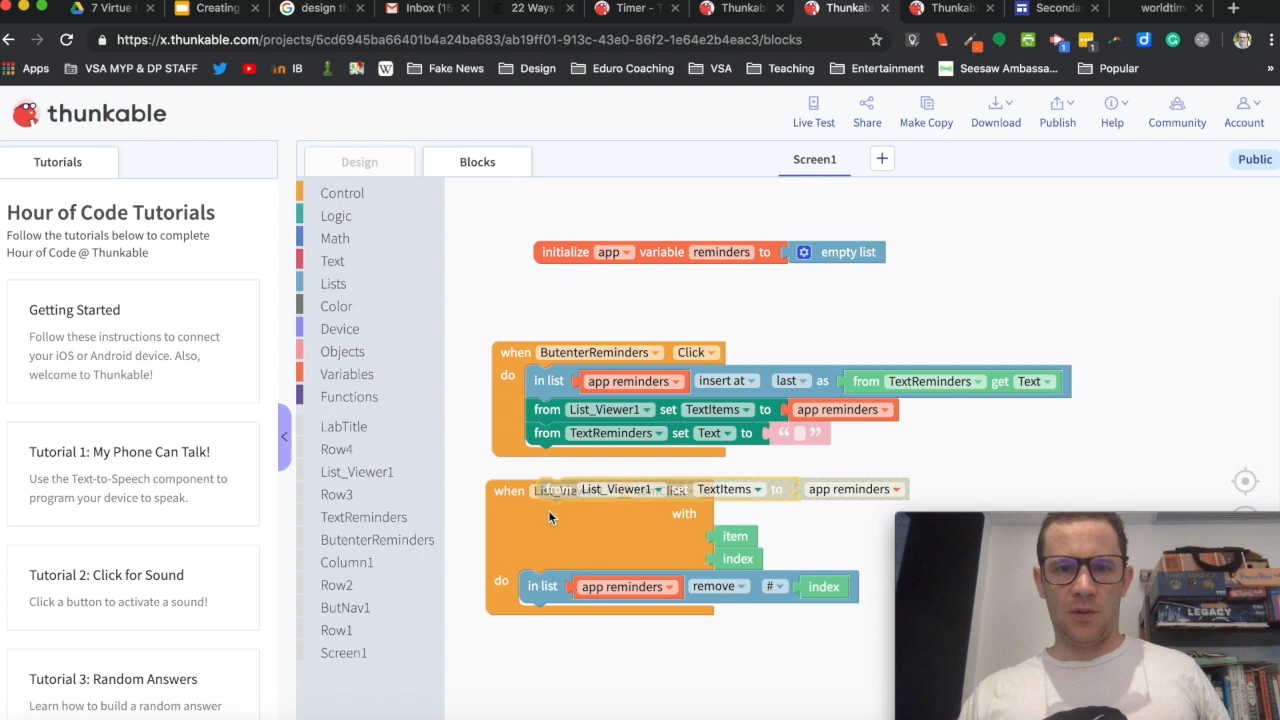 7 Virtue
Creating
design th
Inbox (15
22 Ways
Timer - T
Thunkabl
Thunkabl
Thunkabl
Seconda
worldtim
https://x.thunkable.com/projects/5cd6945ba66401b4a24ba683/ab19ff01-913c-43e0-86f2-1e64e2b4eac3/blocks
Apps
VSA MYP & DP STAFF
IB
Fake News
Design
Eduro Coaching
VSA
Teaching
Entertainment
Seesaw Ambassa...
Popular
»
thunkable
Live Test
Share
Make Copy
Download
Publish
Help
Community
Account
Tutorials
Design
Blocks
Screen1
Public
Hour of Code Tutorials
Follow the tutorials below to complete
Hour of Code @ Thunkable
Getting Started
Follow these instructions to connect
your iOS or Android device. Also,
welcome to Thunkable!
Tutorial 1: My Phone Can Talk!
Use the Text-to-Speech component to
program your device to speak.
Tutorial 2: Click for Sound
Click a button to activate a sound!
Tutorial 3: Random Answers
Learn how to build a random answer
Control
Logic
Math
Text
Lists
Color
Device
Objects
Variables
Functions
LabTitle
Row4
List_Viewer1
Row3
TextReminders
ButenterReminders
Column1
Row2
ButNav1
Row1
Screen1
initialize app variable reminders to empty list
when ButenterReminders Click
do in list app reminders insert at last as from TextReminders get Text
from List_Viewer1 set TextItems to app reminders
from TextReminders set Text to “ ”
when from List_Viewer1 set TextItems to app reminders
with
item
index
do in list app reminders remove # index
LEGACY